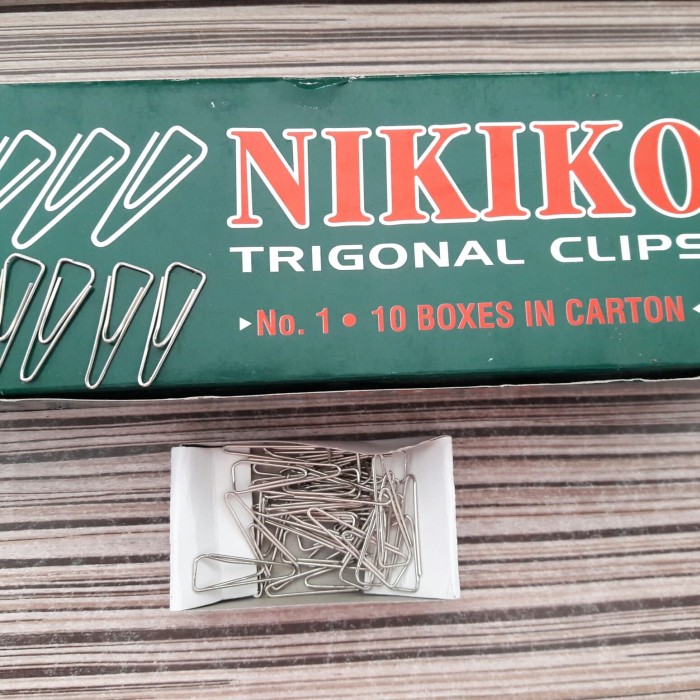 NIKIKO
TRIGONAL CLIPS
No. 1 • 10 BOXES IN CARTON